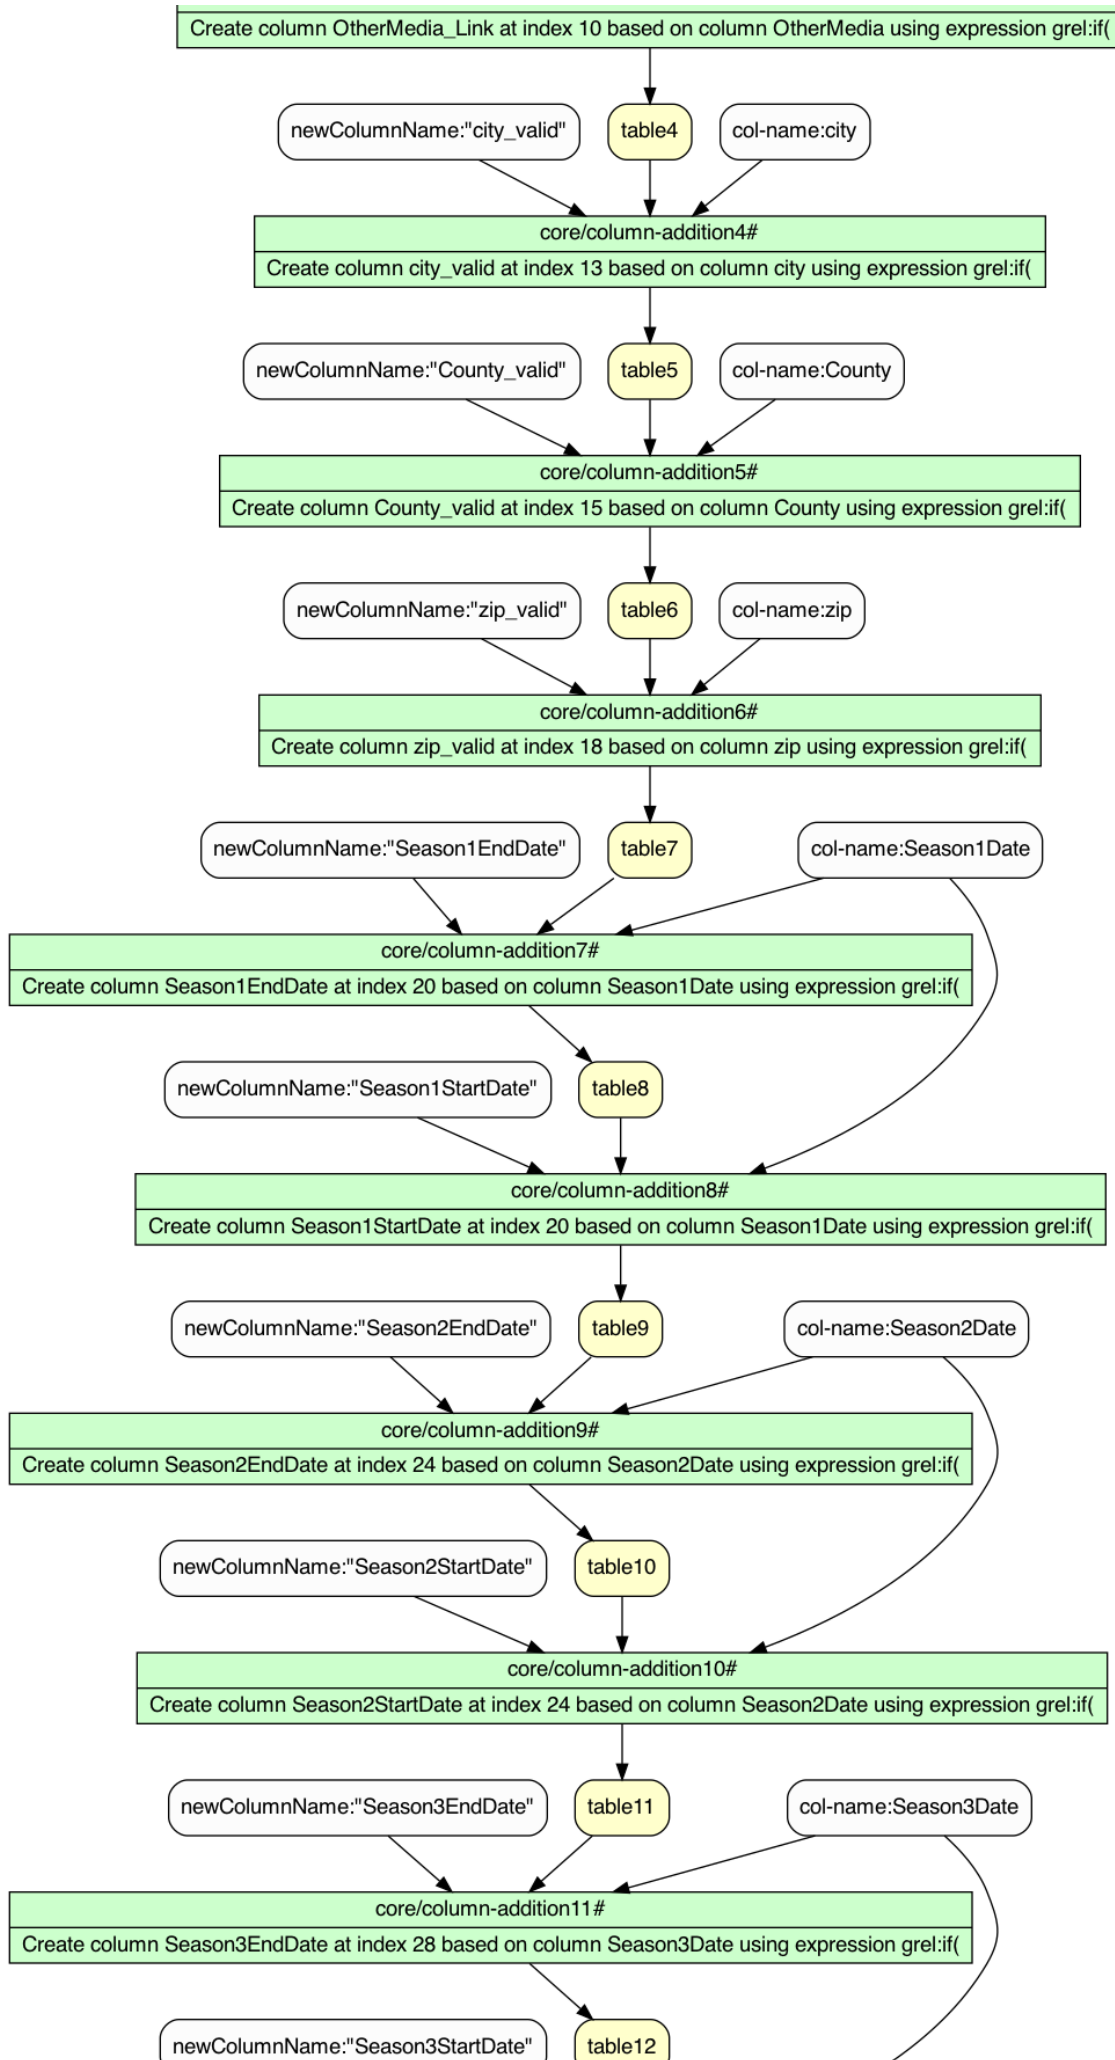 Create column OtherMedia_Link at index 10 based on column OtherMedia using expression grel:if(
newColumnName:"city_valid" table4 col-name:city
core/column-addition4#
Create column city_valid at index 13 based on column city using expression grel:if(
newColumnName:"County_valid" table5 col-name:County
core/column-addition5#
Create column County_valid at index 15 based on column County using expression grel:if(
newColumnName:"zip_valid" table6 col-name:zip
core/column-addition6#
Create column zip_valid at index 18 based on column zip using expression grel:if(
newColumnName:"Season1EndDate" table7 col-name:Season1Date
core/column-addition7#
Create column Season1EndDate at index 20 based on column Season1Date using expression grel:if(
newColumnName:"Season1StartDate" table8
core/column-addition8#
Create column Season1StartDate at index 20 based on column Season1Date using expression grel:if(
newColumnName:"Season2EndDate" table9 col-name:Season2Date
core/column-addition9#
Create column Season2EndDate at index 24 based on column Season2Date using expression grel:if(
newColumnName:"Season2StartDate" table10
core/column-addition10#
Create column Season2StartDate at index 24 based on column Season2Date using expression grel:if(
newColumnName:"Season3EndDate" table11 col-name:Season3Date
core/column-addition11#
Create column Season3EndDate at index 28 based on column Season3Date using expression grel:if(
newColumnName:"Season3StartDate" table12